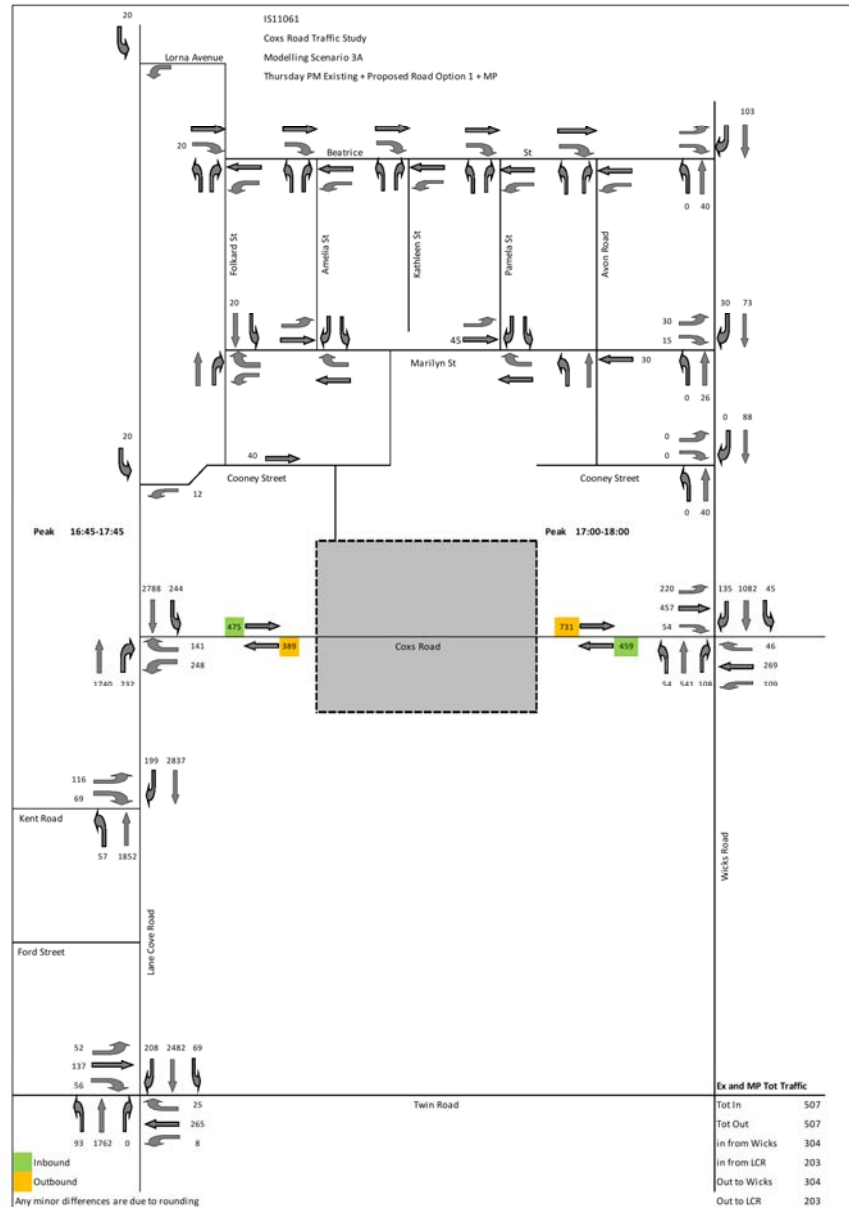 20
IS11061
Coxs Road Traffic Study
Modelling Scenario 3A
Thursday PM Existing + Proposed Road Option 1 + MP
Lorna Avenue
103
20
Beatrice St
0 40
Folkard St
Amelia St
Kathleen St
Pamela St
Avon Road
20
30 73
30
45
15
Marilyn St
30
0 26
20
0 88
40
0
0
Cooney Street
Cooney Street
12
0 40
Peak 16:45-17:45
Peak 17:00-18:00
2788 244
220
135 1082 45
475
731
457
54
141
389
Coxs Road
459
46
248
269
1740 232
54 541 108
109
199 2837
116
69
Kent Road
57 1852
Wicks Road
Lane Cove Road
Ford Street
52
208 2482 69
137
56
Ex and MP Tot Traffic
25
Twin Road
Tot In 507
265
Tot Out 507
93 1762 0
8
in from Wicks 304
Inbound
in from LCR 203
Outbound
Out to Wicks 304
Any minor differences are due to rounding
Out to LCR 203